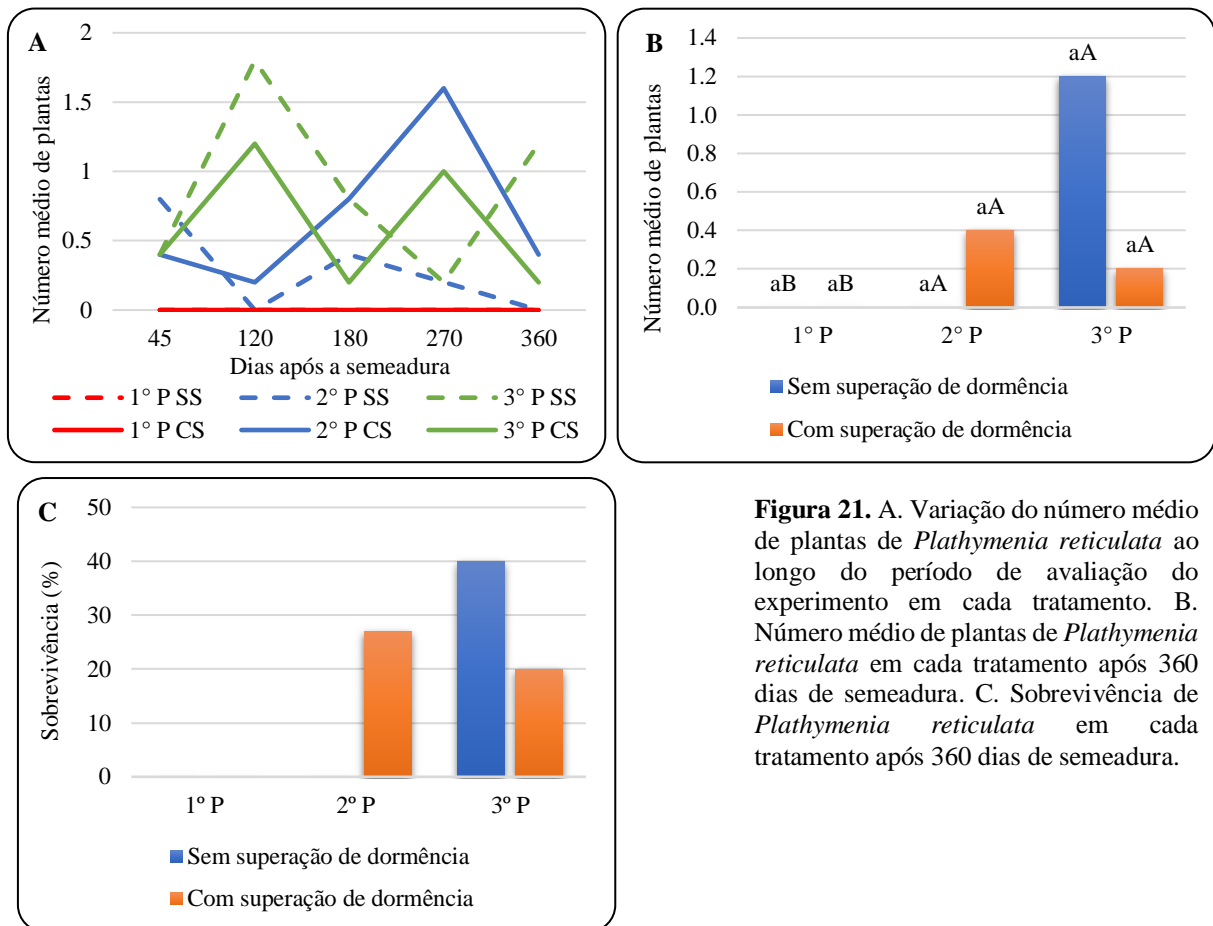 A
Número médio de plantas
2
1.5
1
0.5
0
45 120 180 270 360
Dias após a semeadura
1° P SS 2° P SS 3° P SS
1° P CS 2° P CS 3° P CS
B
Número médio de plantas
1.4
1.2
1.0
0.8
0.6
0.4
0.2
0.0
aB aB aA aA aA aA
1° P 2° P 3° P
Sem superação de dormência
Com superação de dormência
C
Sobrevivência (%)
50
40
30
20
10
0
1º P 2º P 3º P
Sem superação de dormência
Com superação de dormência
Figura 21. A. Variação do número médio
de plantas de Plathymenia reticulata ao
longo do período de avaliação do
experimento em cada tratamento. B.
Número médio de plantas de Plathymenia
reticulata em cada tratamento após 360
dias de semeadura. C. Sobrevivência de
Plathymenia reticulata em cada
tratamento após 360 dias de semeadura.